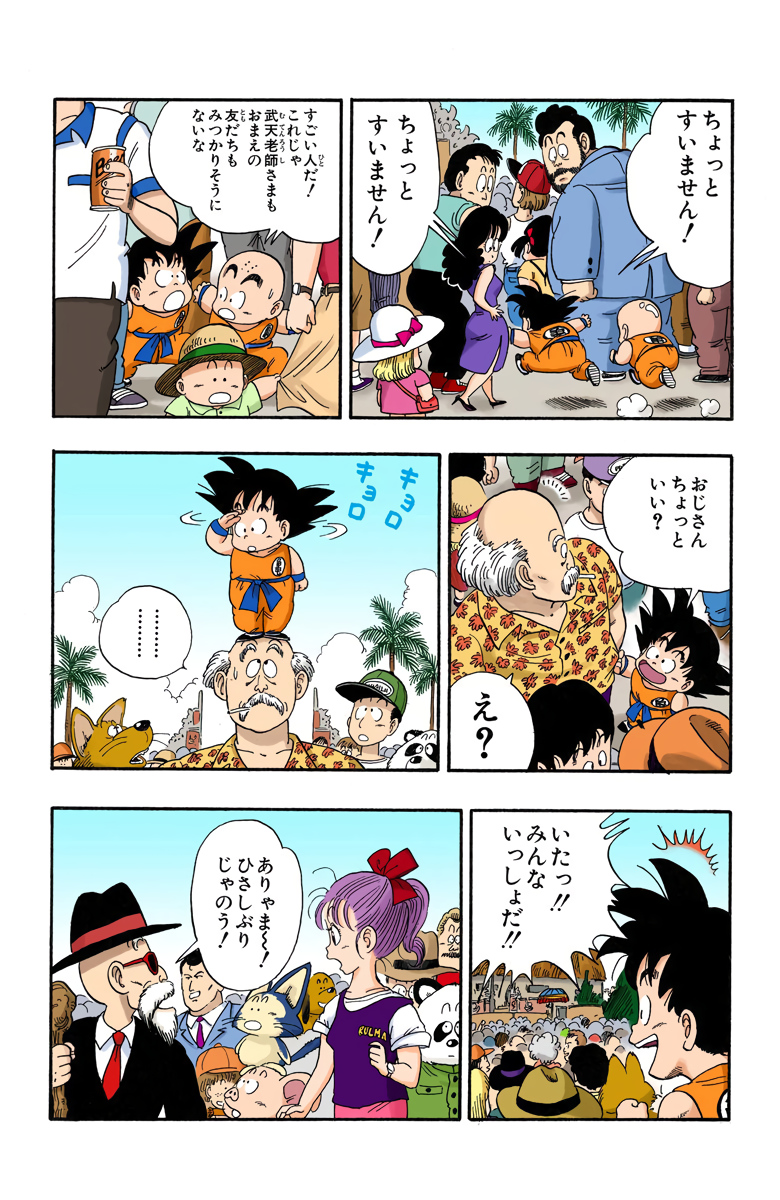 ちょっと
すいません！
ちょっと
すいません！
すごい人だ！
これじゃ
武天老師さまも
おまえの
友だちも
みつかりそうに
ないな
Beer
おじさん
ちょっと
いい？
え？
キョロ
キョロ
………
いたっ!!
みんな
いっしょだ!!
ありゃま〜！
ひさしぶり
じゃのう！
BULMA